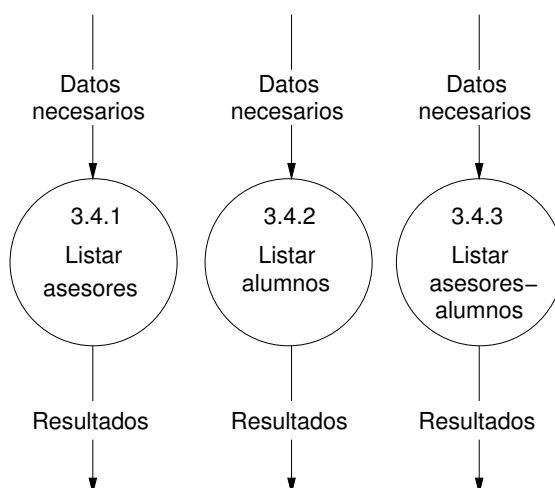 Datos
necesarios
Datos
necesarios
Datos
necesarios
3.4.1
Listar
asesores
3.4.2
Listar
alumnos
3.4.3
Listar
asesores−
alumnos
Resultados
Resultados
Resultados